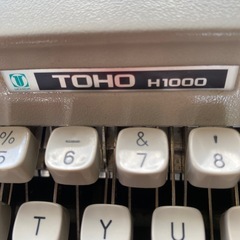 TOHO H1000
% _ & '
5 6 7 8
T Y U